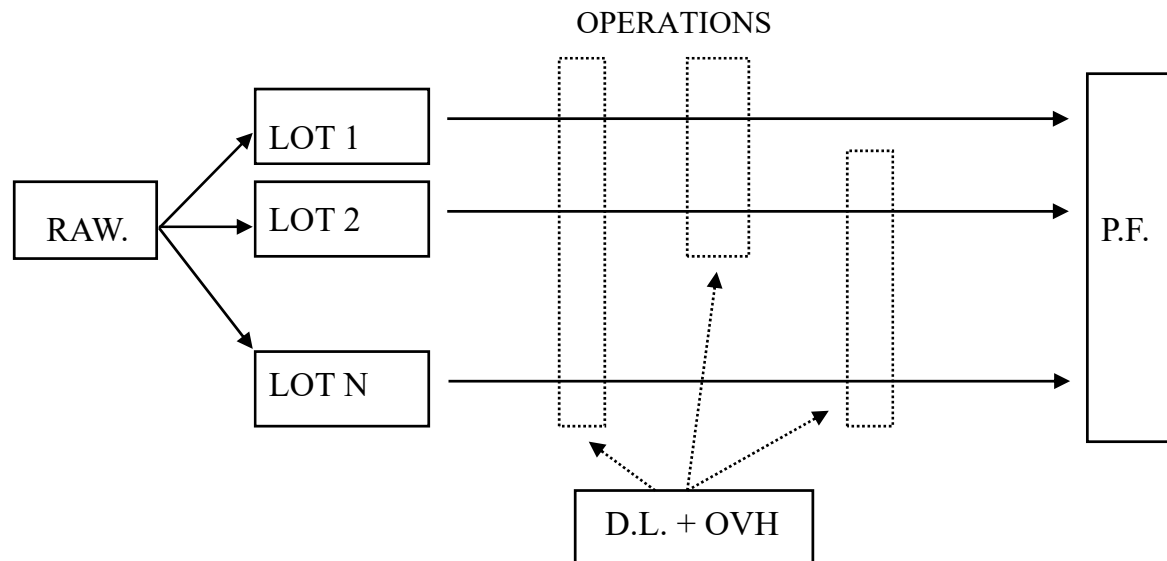 OPERATIONS
LOT 1
LOT 2
RAW.
P.F.
LOT N
D.L. + OVH